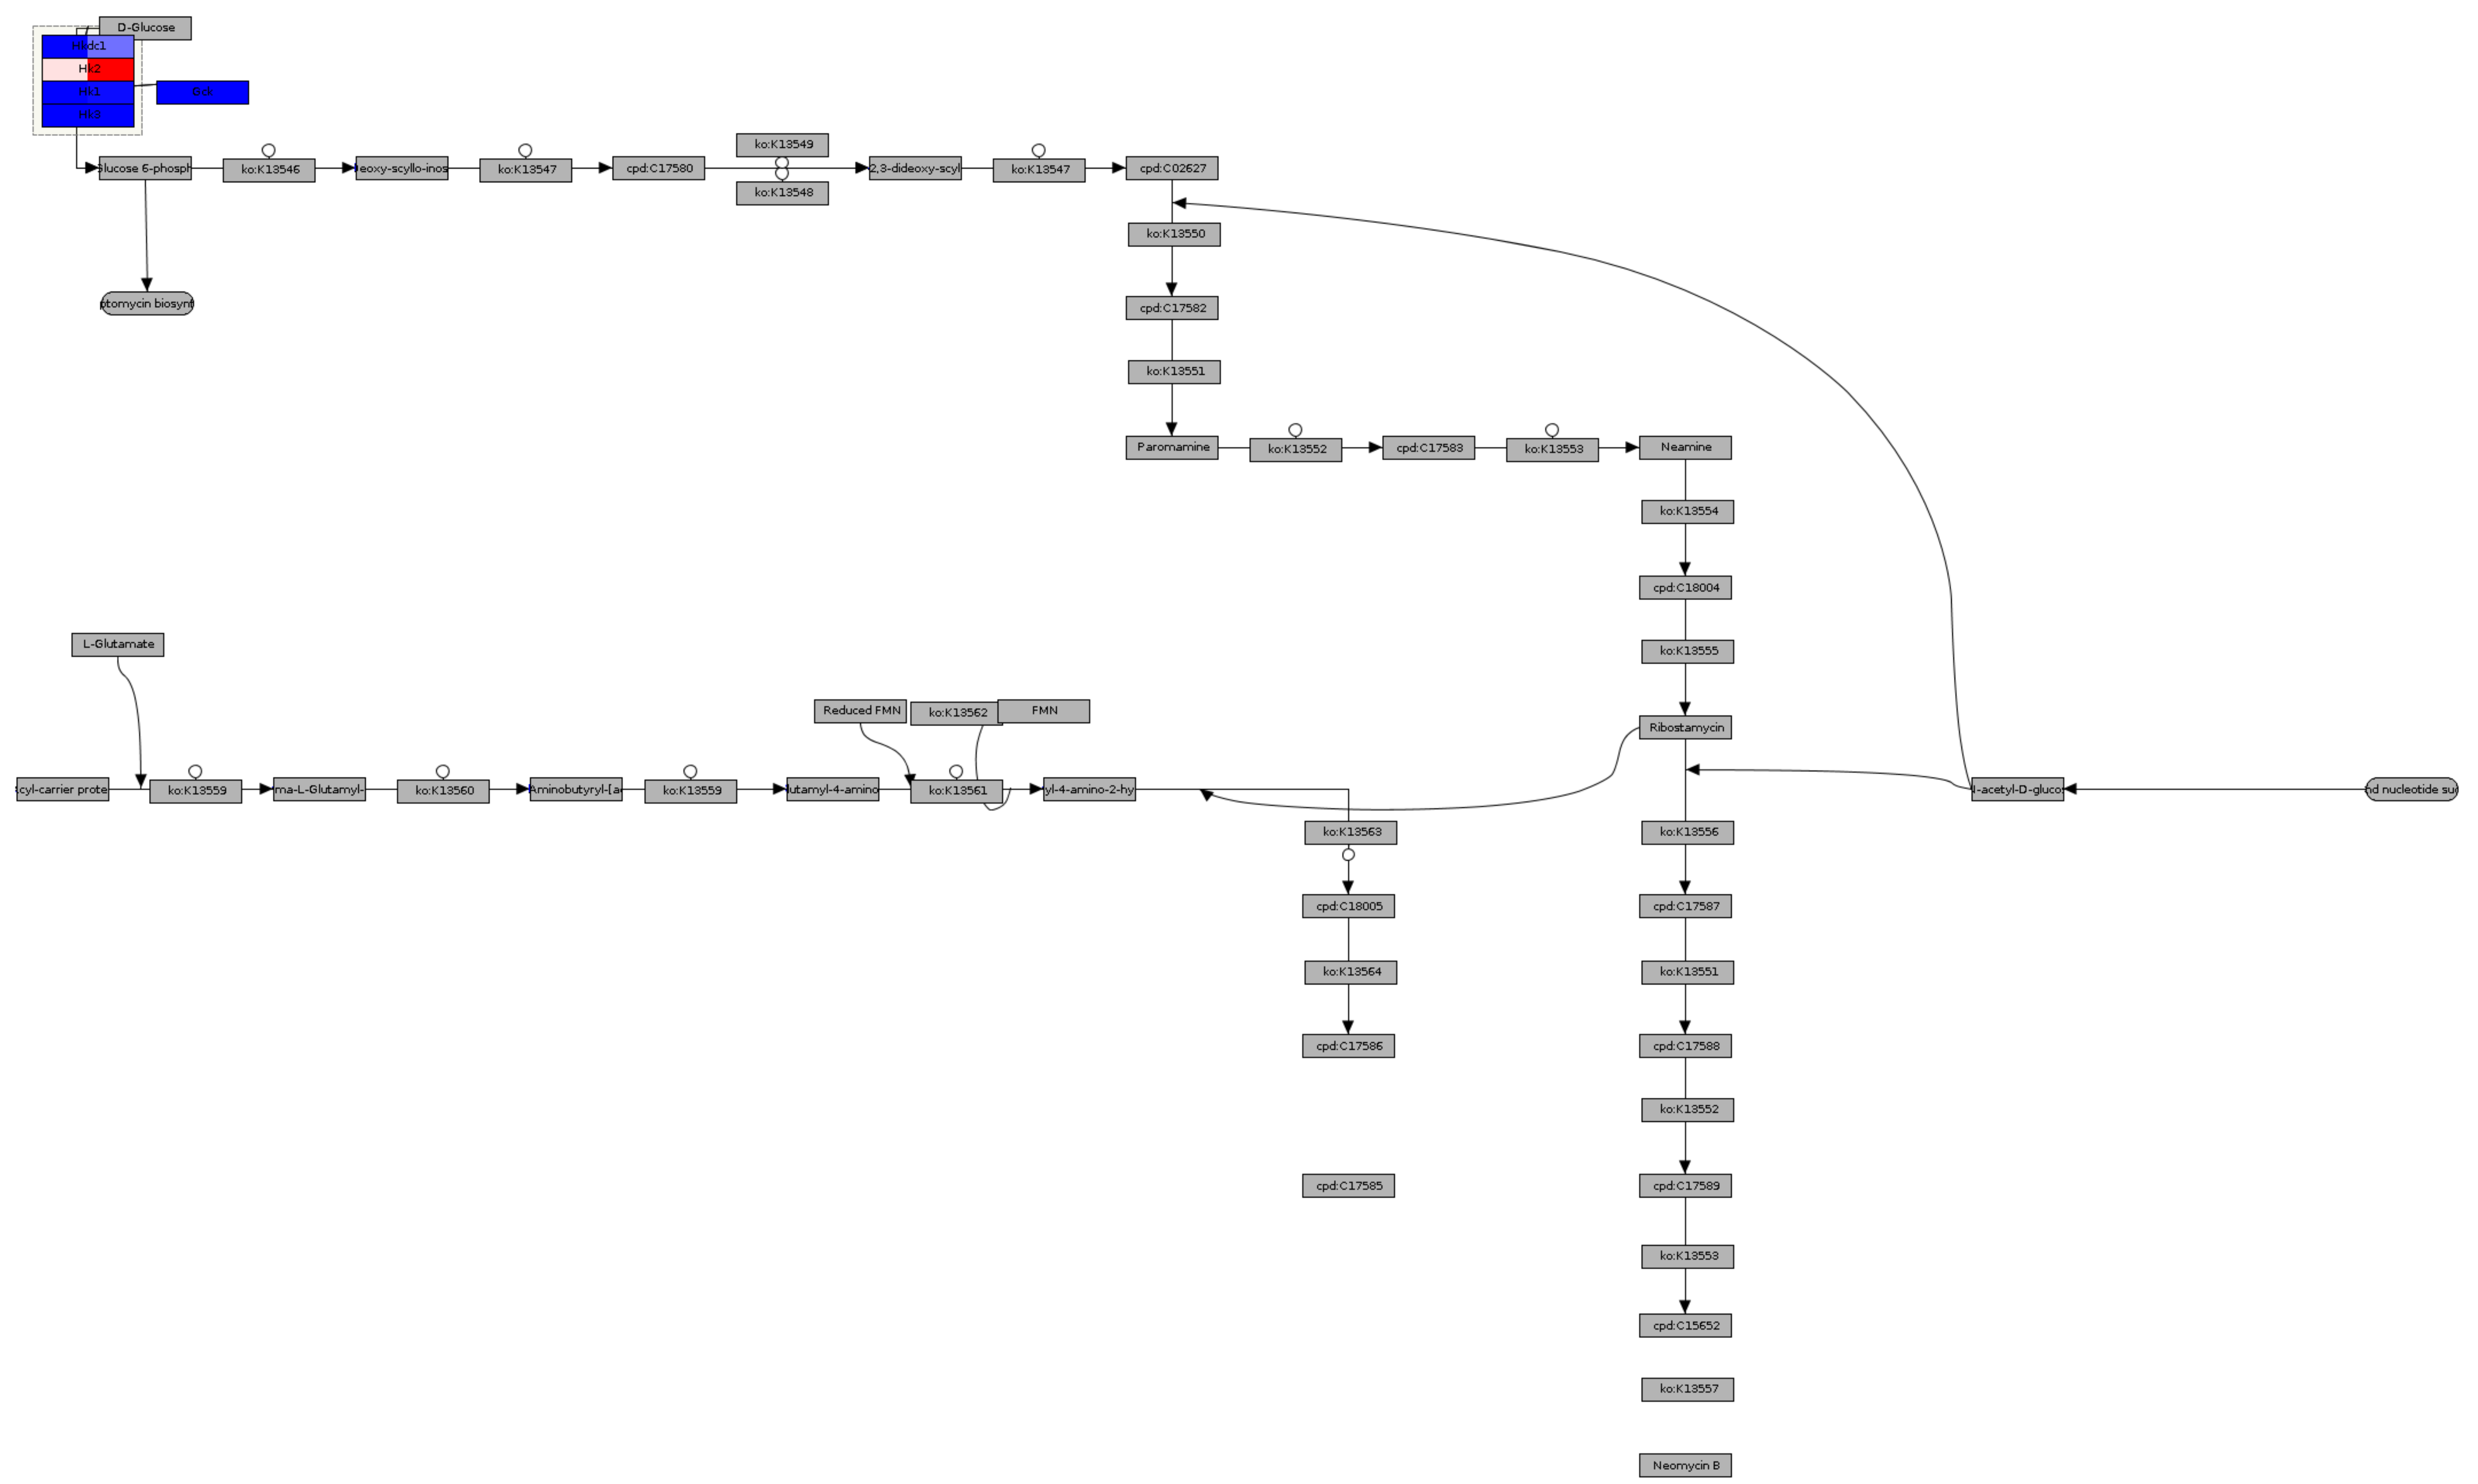 D-Glucose
Hkdc1
Hk2
Hk1
Hk3
ko:K13549
Glucose 6-phosph
ko:K13546
eoxy-scyllo-inos
ko:K13547
cpd:C17580
2,3-dideoxy-scyl
ko:K13547
cpd:C02627
ko:K13548
ko:K13550
ptomycin biosynt
cpd:C17582
ko:K13551
Paromamine
ko:K13552
cpd:C17583
ko:K13553
Neamine
ko:K13554
cpd:C18004
L-Glutamate
ko:K13555
Reduced FMN
ko:K13562
FMN
Ribostamycin
cyl-carrier prote
ko:K13559
ma-L-Glutamyl-
ko:K13560
Aminobutyryl-[a
ko:K13559
lutamyl-4-amino
ko:K13561
yl-4-amino-2-hy
-acetyl-D-gluco
nd nucleotide su
ko:K13563
ko:K13556
cpd:C18005
cpd:C17587
ko:K13564
ko:K13551
cpd:C17586
cpd:C17588
ko:K13552
cpd:C17585
cpd:C17589
ko:K13553
cpd:C15652
ko:K13557
Neomycin B